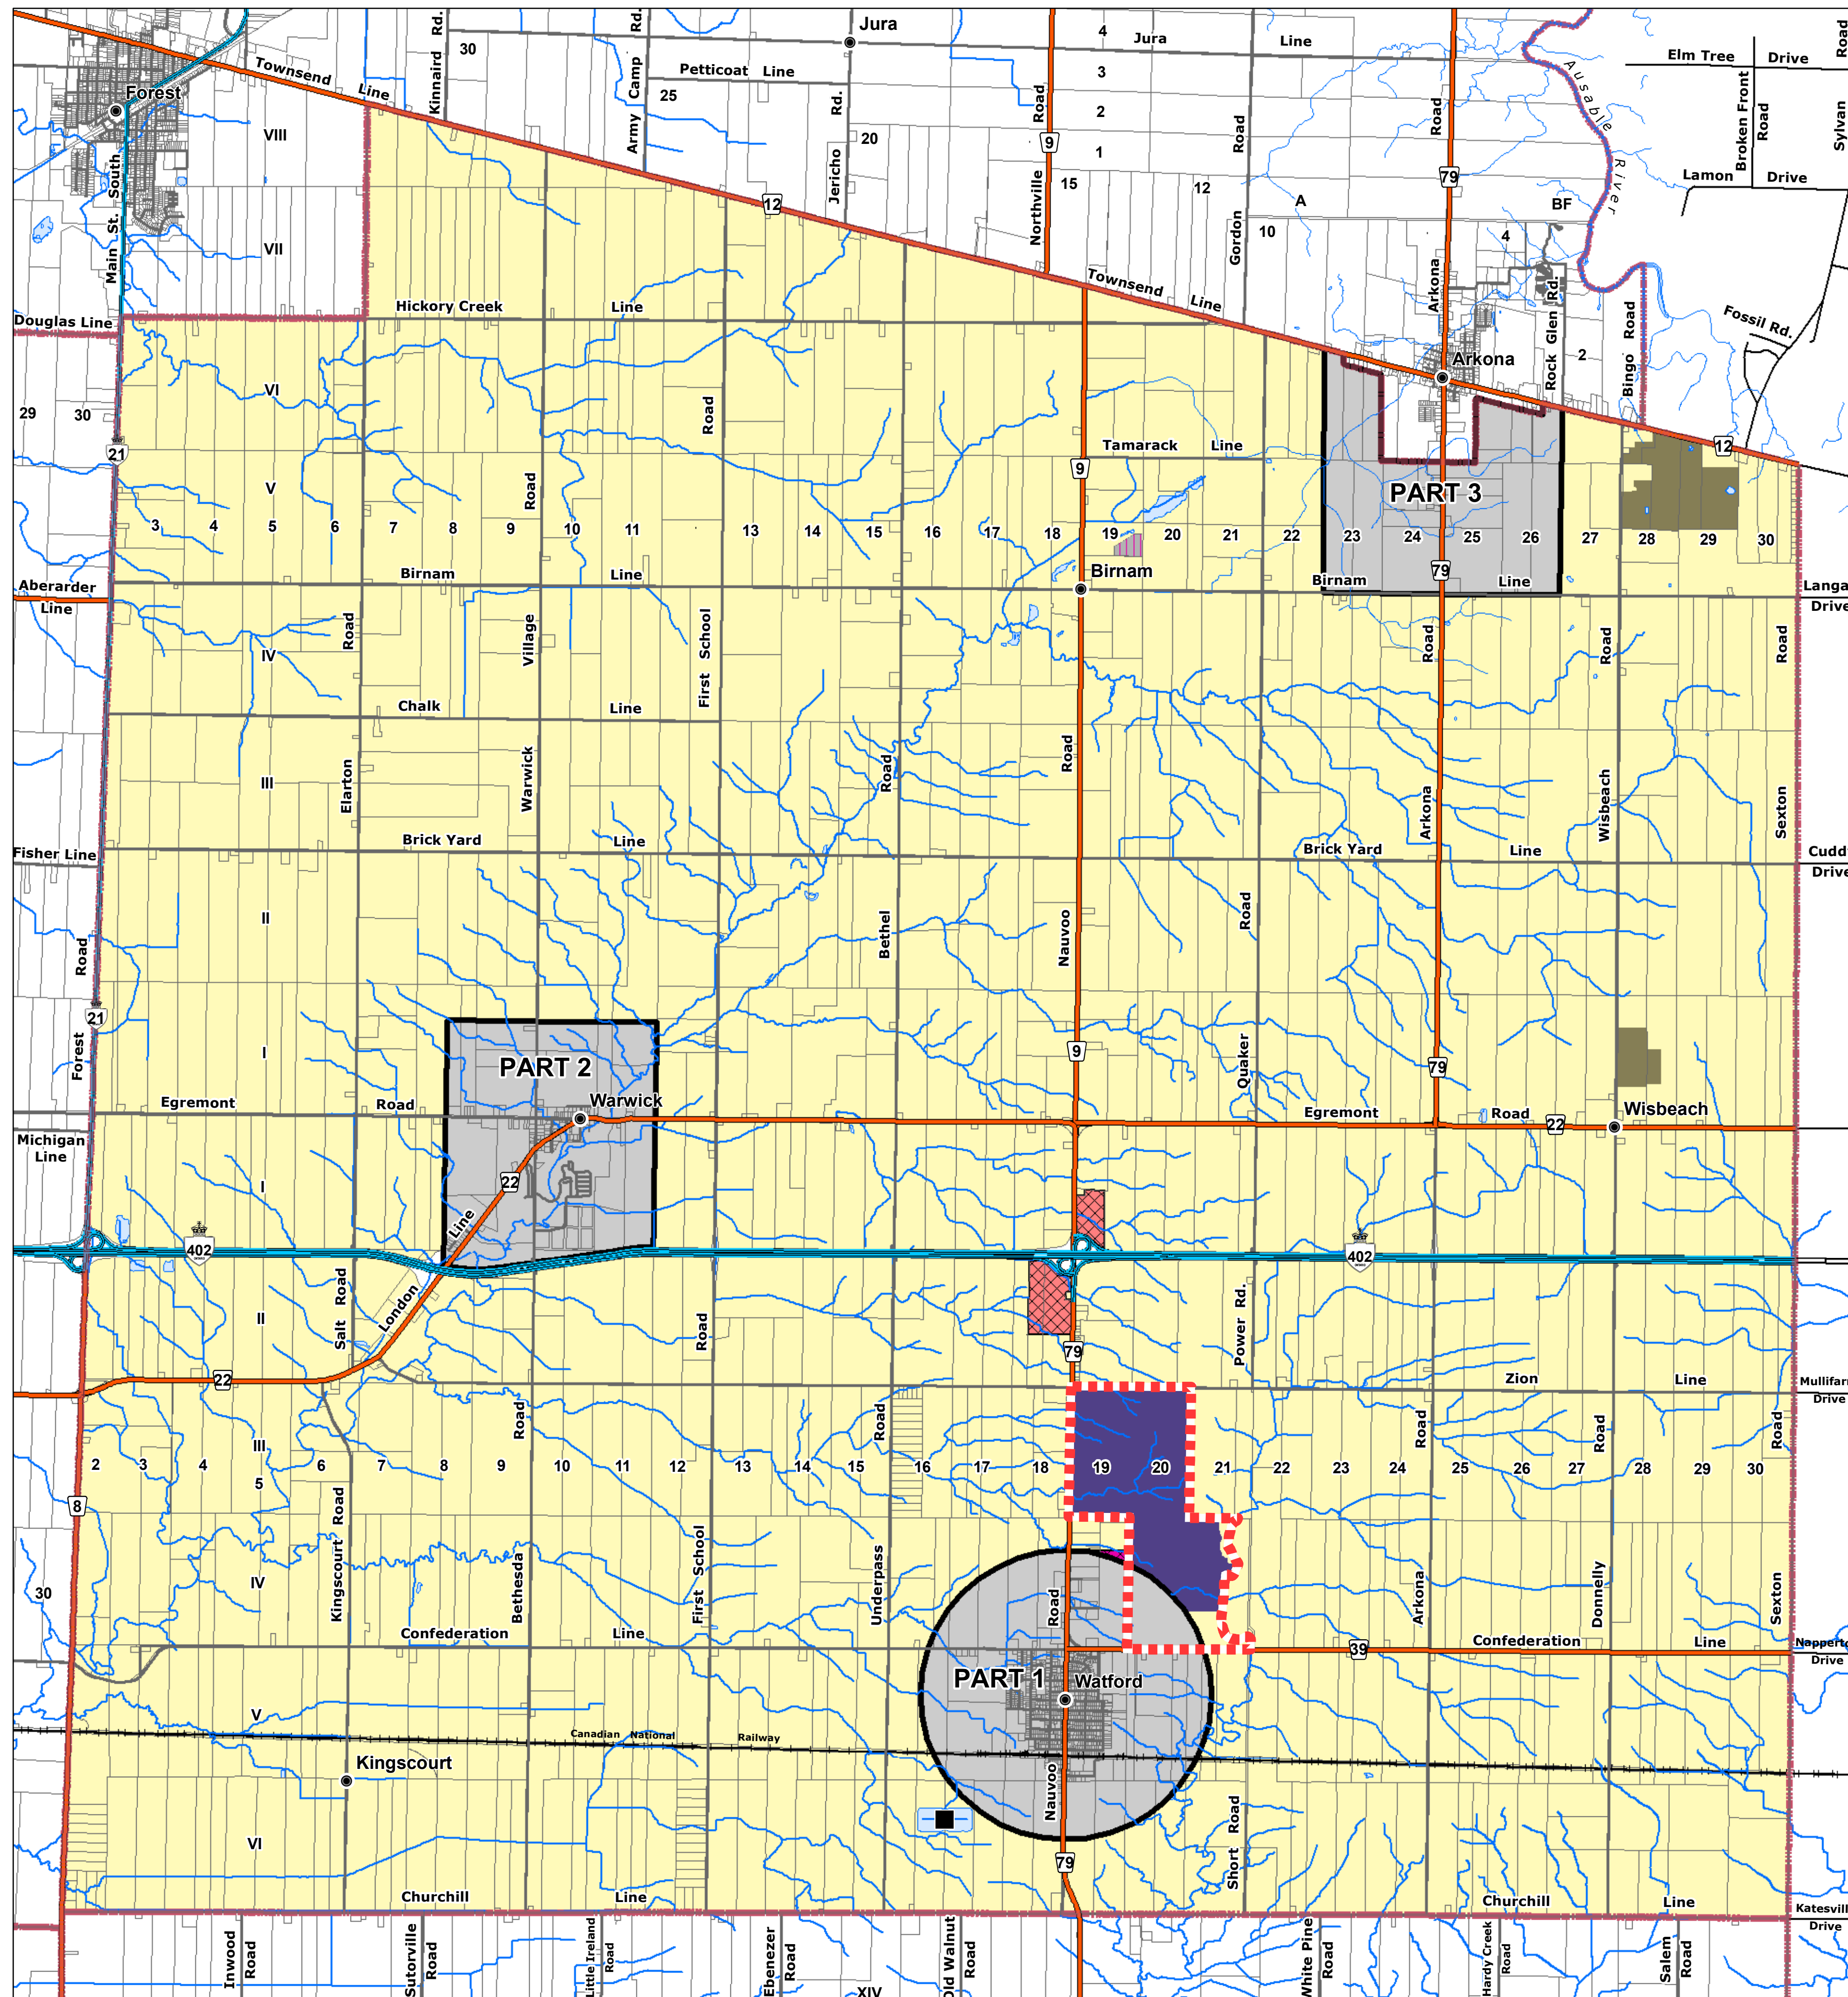 Jura
Forest
Townsend
Line
Kinnaird Rd.
Army Camp Rd.
30
Petticoat Line
25
Jericho Rd.
20
4
Jura
Line
3
2
1
9
Northville Road
15
12
Gordon Road
10
Arkona Road
79
A
BF
4
Ausable River
Elm Tree Drive
Broken Front Road
Sylvan Road
Lamon Drive
Fossil Rd.
VIII
VII
Main St. South
12
Townsend
Line
Rock Glen Rd.
2
Bingo Road
Arkona
12
Douglas Line
Hickory Creek
Line
VI
29
30
21
V
Road
Road
9
Tamarack Line
PART 3
3
4
5
6
7
8
9
10
11
13
14
15
16
17
18
19
20
21
22
23
24
25
26
27
28
29
30
Birnam
Line
Birnam
79
Birnam
Line
Aberarder
Line
Langa
Drive
IV
Elarton Road
Warwick Village
First School
Chalk
Line
III
Bethel Road
Nauvoo Road
Arkona Road
Wisbeach Road
Sexton Road
Fisher Line
Brick Yard
Line
Brick Yard
Line
Cudd
Drive
II
Forest Road
21
Quaker Road
I
PART 2
9
79
Egremont
Road
Warwick
Egremont
Road
22
Wisbeach
Michigan
Line
I
22
London Line
402
402
II
Salt Road
Road
79
Power Rd.
22
Zion
Line
Mullifar
Drive
III
Road
Road
Road
Road
Road
2
3
4
5
6
7
8
9
10
11
12
13
14
15
16
17
18
19
20
21
22
23
24
25
26
27
28
29
30
8
Kingscourt Road
Bethesda
First School
Underpass
Road
Arkona
Donnelly
Sexton
30
IV
Confederation
Line
39
Confederation
Line
Napperto
Drive
PART 1
Watford
V
Canadian National Railway
Kingscourt
Nauvoo
Short Road
VI
79
Churchill
Line
Churchill
Line
Katesvill
Drive
Inwood Road
Sutorville Road
Little Ireland Road
Ebenezer Road
XIV
Old Walnut Road
White Pine Road
Hardy Creek Road
Salem Road